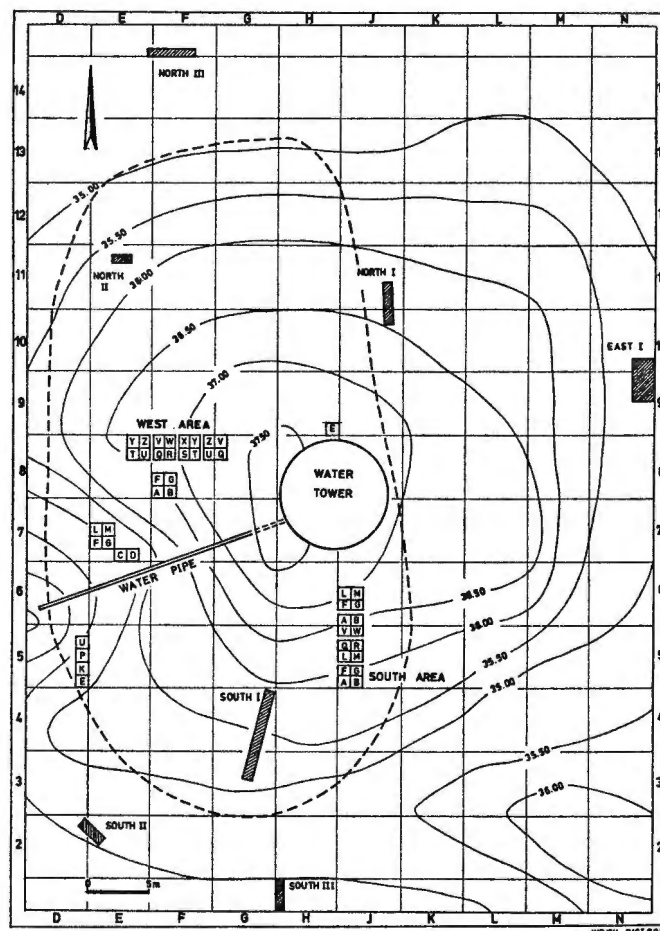 D E F G H J K L M N
NORTH III
14
13
35.00
12
35.50
NORTH II
11
36.00
NORTH I
10
36.50
EAST I
37.00
9
WEST AREA
37.50
E
Y Z V W X Y Z V
T U Q R S T U Q
WATER TOWER
8
F G
A B
7
L M
F G
C D
WATER PIPE
6
L M
F G
36.50
A B
V W
36.00
5
U
P
K
E
Q R
L M
35.50
F G
A B
SOUTH AREA
35.00
SOUTH I
4
35.50
3
36.00
SOUTH II
2
0 5m
SOUTH III
D E F G H J K L M N